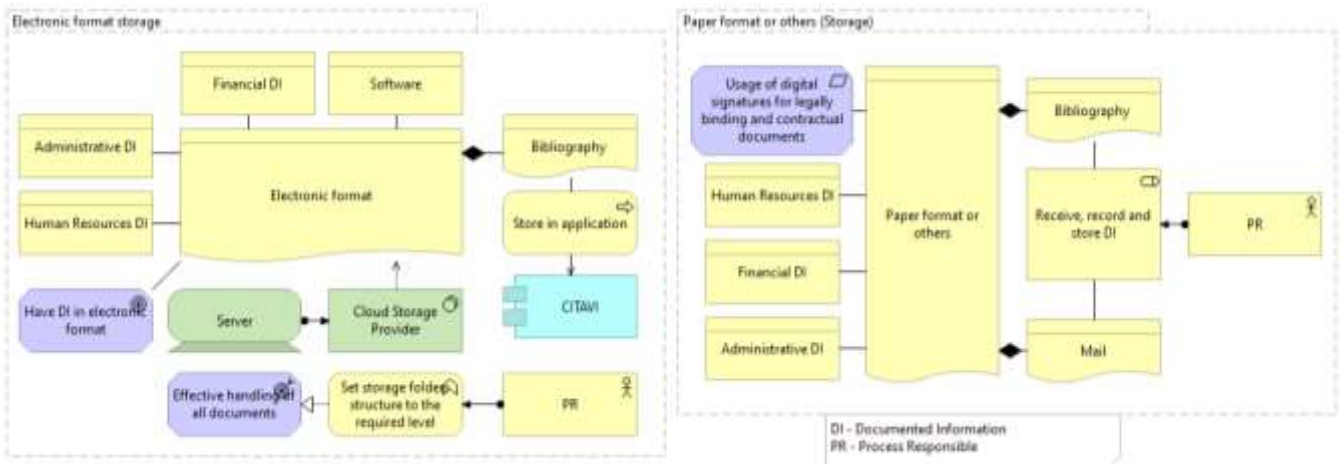 Electronic format storage
Financial DI
Software
Administrative DI
Bibliography
Electronic format
Human Resources DI
Store in application
Have DI in electronic
format
Server
Cloud Storage
Provider
CITAVI
Effective handling of
all documents
Set storage folder
structure to the
required level
PR
Paper format or others (Storage)
Usage of digital
signatures for legally
binding and contractual
documents
Bibliography
Human Resources DI
Paper format or
others
Receive, record and
store DI
PR
Financial DI
Administrative DI
Mail
DI - Documented Information
PR - Process Responsible